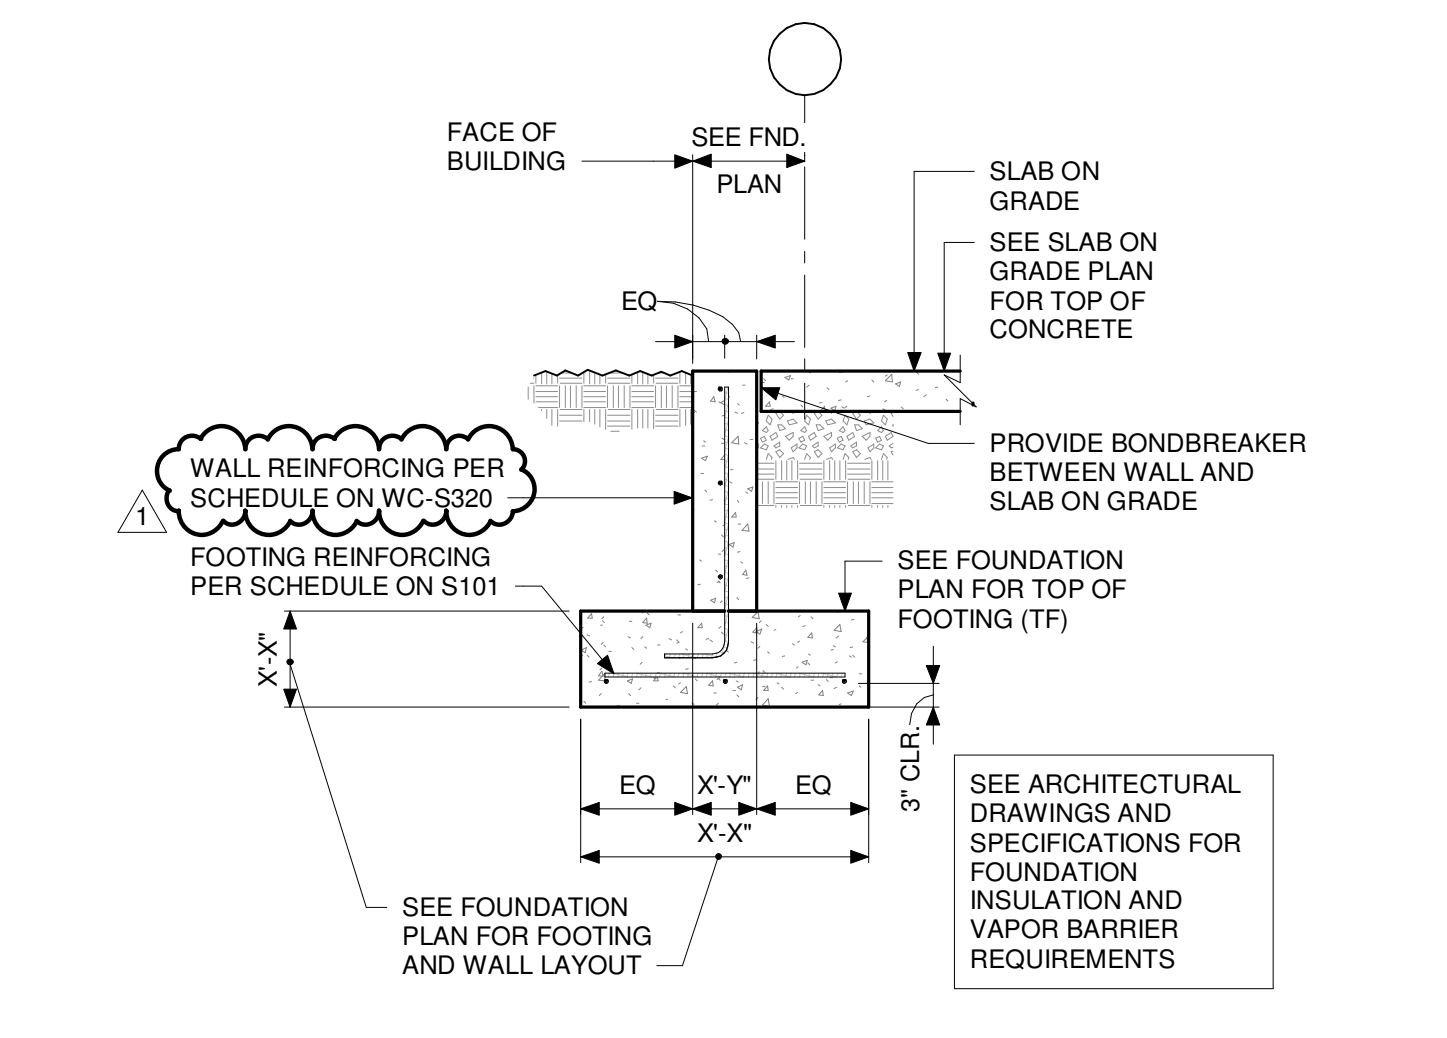 FACE OF
BUILDING
SEE FND.
PLAN
SLAB ON
GRADE
SEE SLAB ON
GRADE PLAN
FOR TOP OF
CONCRETE
EQ
WALL REINFORCING PER
SCHEDULE ON WC-S320
1
PROVIDE BONDBREAKER
BETWEEN WALL AND
SLAB ON GRADE
FOOTING REINFORCING
PER SCHEDULE ON S101
SEE FOUNDATION
PLAN FOR TOP OF
FOOTING (TF)
X'-X"
3" CLR.
EQ
X'-Y"
EQ
X'-X"
SEE FOUNDATION
PLAN FOR FOOTING
AND WALL LAYOUT
SEE ARCHITECTURAL
DRAWINGS AND
SPECIFICATIONS FOR
FOUNDATION
INSULATION AND
VAPOR BARRIER
REQUIREMENTS